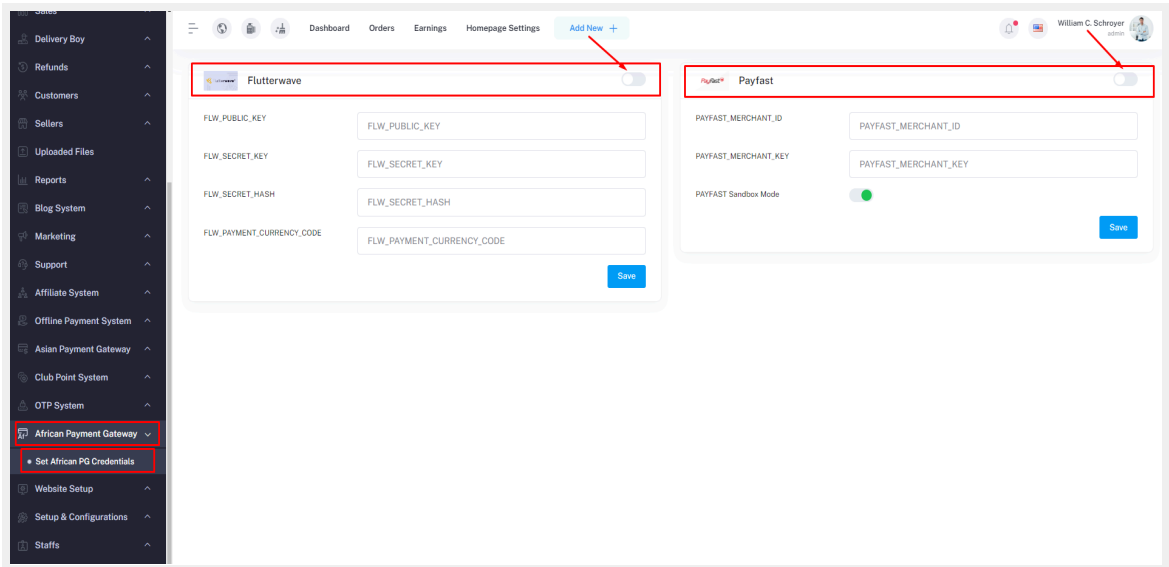 Sales
Delivery Boy
Refunds
Customers
Sellers
Uploaded Files
Reports
Blog System
Marketing
Support
Affiliate System
Offline Payment System
Asian Payment Gateway
Club Point System
OTP System
African Payment Gateway
Set African PG Credentials
Website Setup
Setup & Configurations
Staffs
Dashboard Orders Earnings Homepage Settings Add New + William C. Schroyer
admin
Flutterwave
FLW_PUBLIC_KEY FLW_PUBLIC_KEY
FLW_SECRET_KEY FLW_SECRET_KEY
FLW_SECRET_HASH FLW_SECRET_HASH
FLW_PAYMENT_CURRENCY_CODE FLW_PAYMENT_CURRENCY_CODE
Save
Payfast Payfast
PAYFAST_MERCHANT_ID PAYFAST_MERCHANT_ID
PAYFAST_MERCHANT_KEY PAYFAST_MERCHANT_KEY
PAYFAST Sandbox Mode
Save